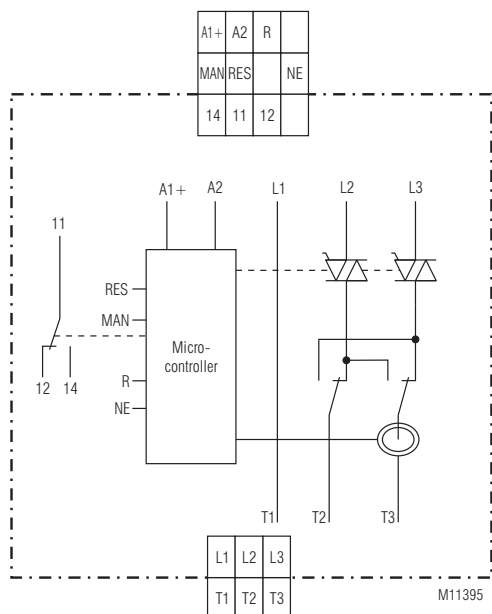 A1+ A2 R
MAN RES NE
14 11 12
A1+ A2 L1 L2 L3
11
RES
MAN
Micro-
controller
12 14
R
NE
T1 T2 T3
L1 L2 L3
T1 T2 T3
M11395